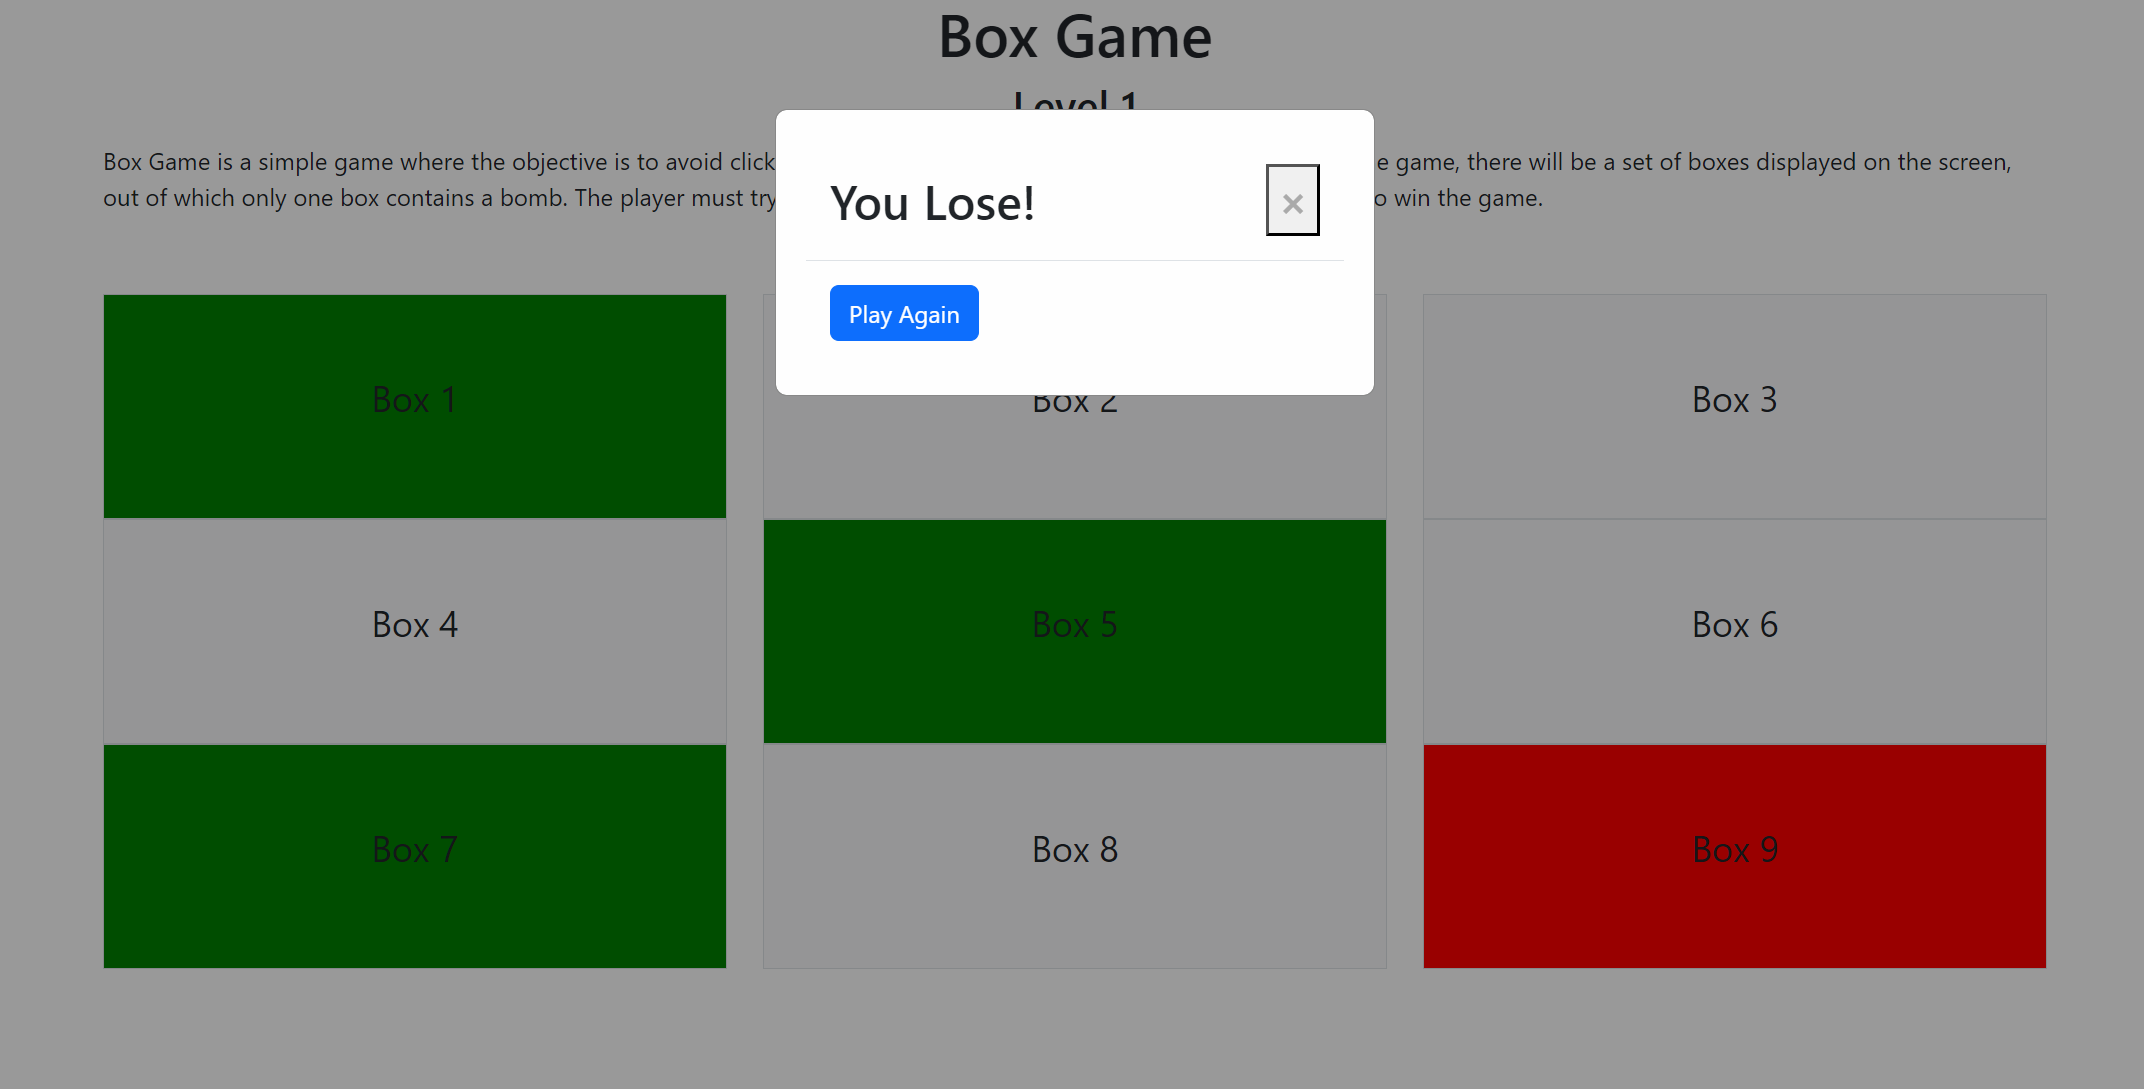 Box Game
Level 1
Box Game is a simple game where the objective is to avoid click
e game, there will be a set of boxes displayed on the screen,
out of which only one box contains a bomb. The player must try
o win the game.
You Lose!
×
Play Again
Box 1
Box 2
Box 3
Box 4
Box 5
Box 6
Box 7
Box 8
Box 9